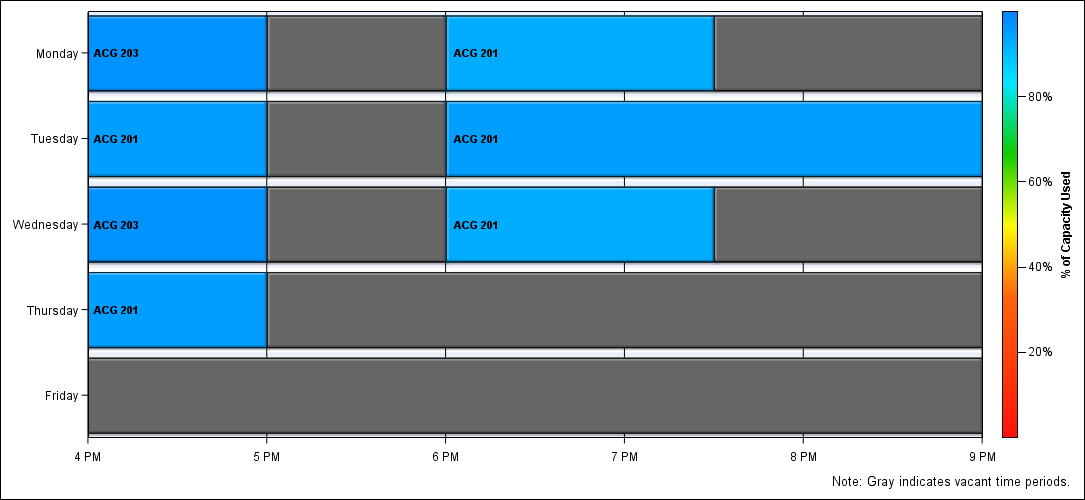 Monday
ACG 203
ACG 201
Tuesday
ACG 201
ACG 201
Wednesday
ACG 203
ACG 201
Thursday
ACG 201
Friday
4 PM
5 PM
6 PM
7 PM
8 PM
9 PM
80%
60%
40%
20%
% of Capacity Used
Note: Gray indicates vacant time periods.